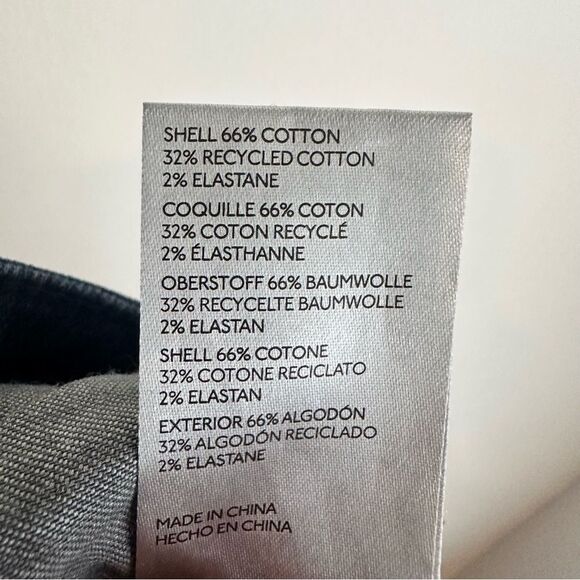 SHELL 66% COTTON
32% RECYCLED COTTON
2% ELASTANE
COQUILLE 66% COTON
32% COTON RECYCLÉ
2% ÉLASTHANNE
OBERSTOFF 66% BAUMWOLLE
32% RECYCELTE BAUMWOLLE
2% ELASTAN
SHELL 66% COTONE
32% COTONE RECICLATO
2% ELASTAN
EXTERIOR 66% ALGODÓN
32% ALGODÓN RECICLADO
2% ELASTANE
MADE IN CHINA
HECHO EN CHINA